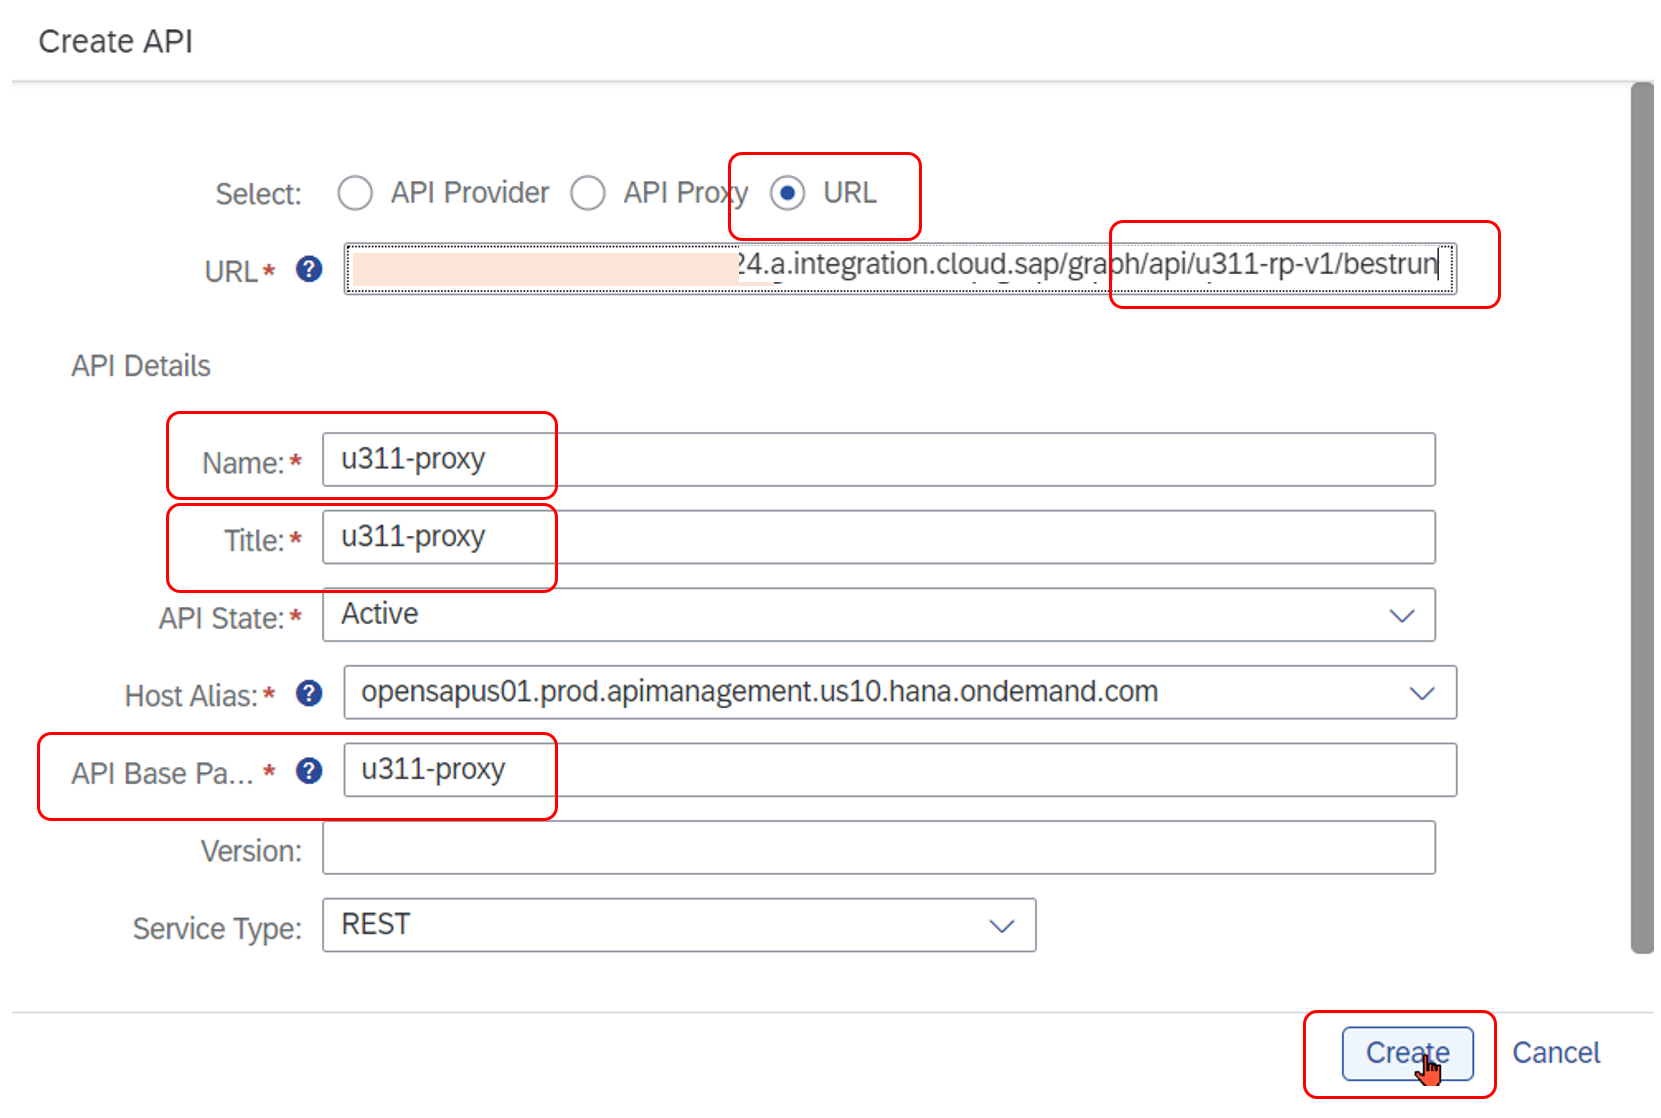 Create API
Select: API Provider API Proxy URL
URL* ? 24.a.integration.cloud.sap/graph/api/u311-rp-v1/bestrun
API Details
Name:* u311-proxy
Title:* u311-proxy
API State:* Active
Host Alias:* ? opensapus01.prod.apimanagement.us10.hana.ondemand.com
API Base Pa... * ? u311-proxy
Version:
Service Type: REST
Create Cancel